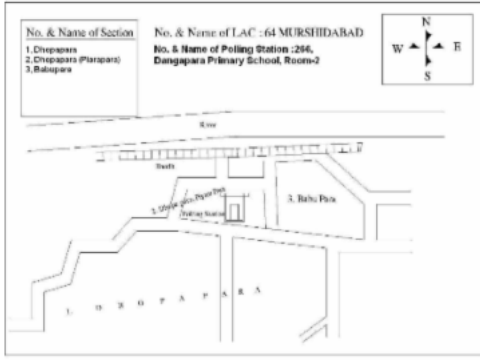 No. & Name of Section
1, Dhepapara
2, Dhepapara (Piarapara)
3, Babupara
No. & Name of LAC : 64 MURSHIDABAD
No. & Name of Polling Station :266,
Dangapara Primary School, Room-2
N
W E
S
River
3. Babu Para
Polling Station